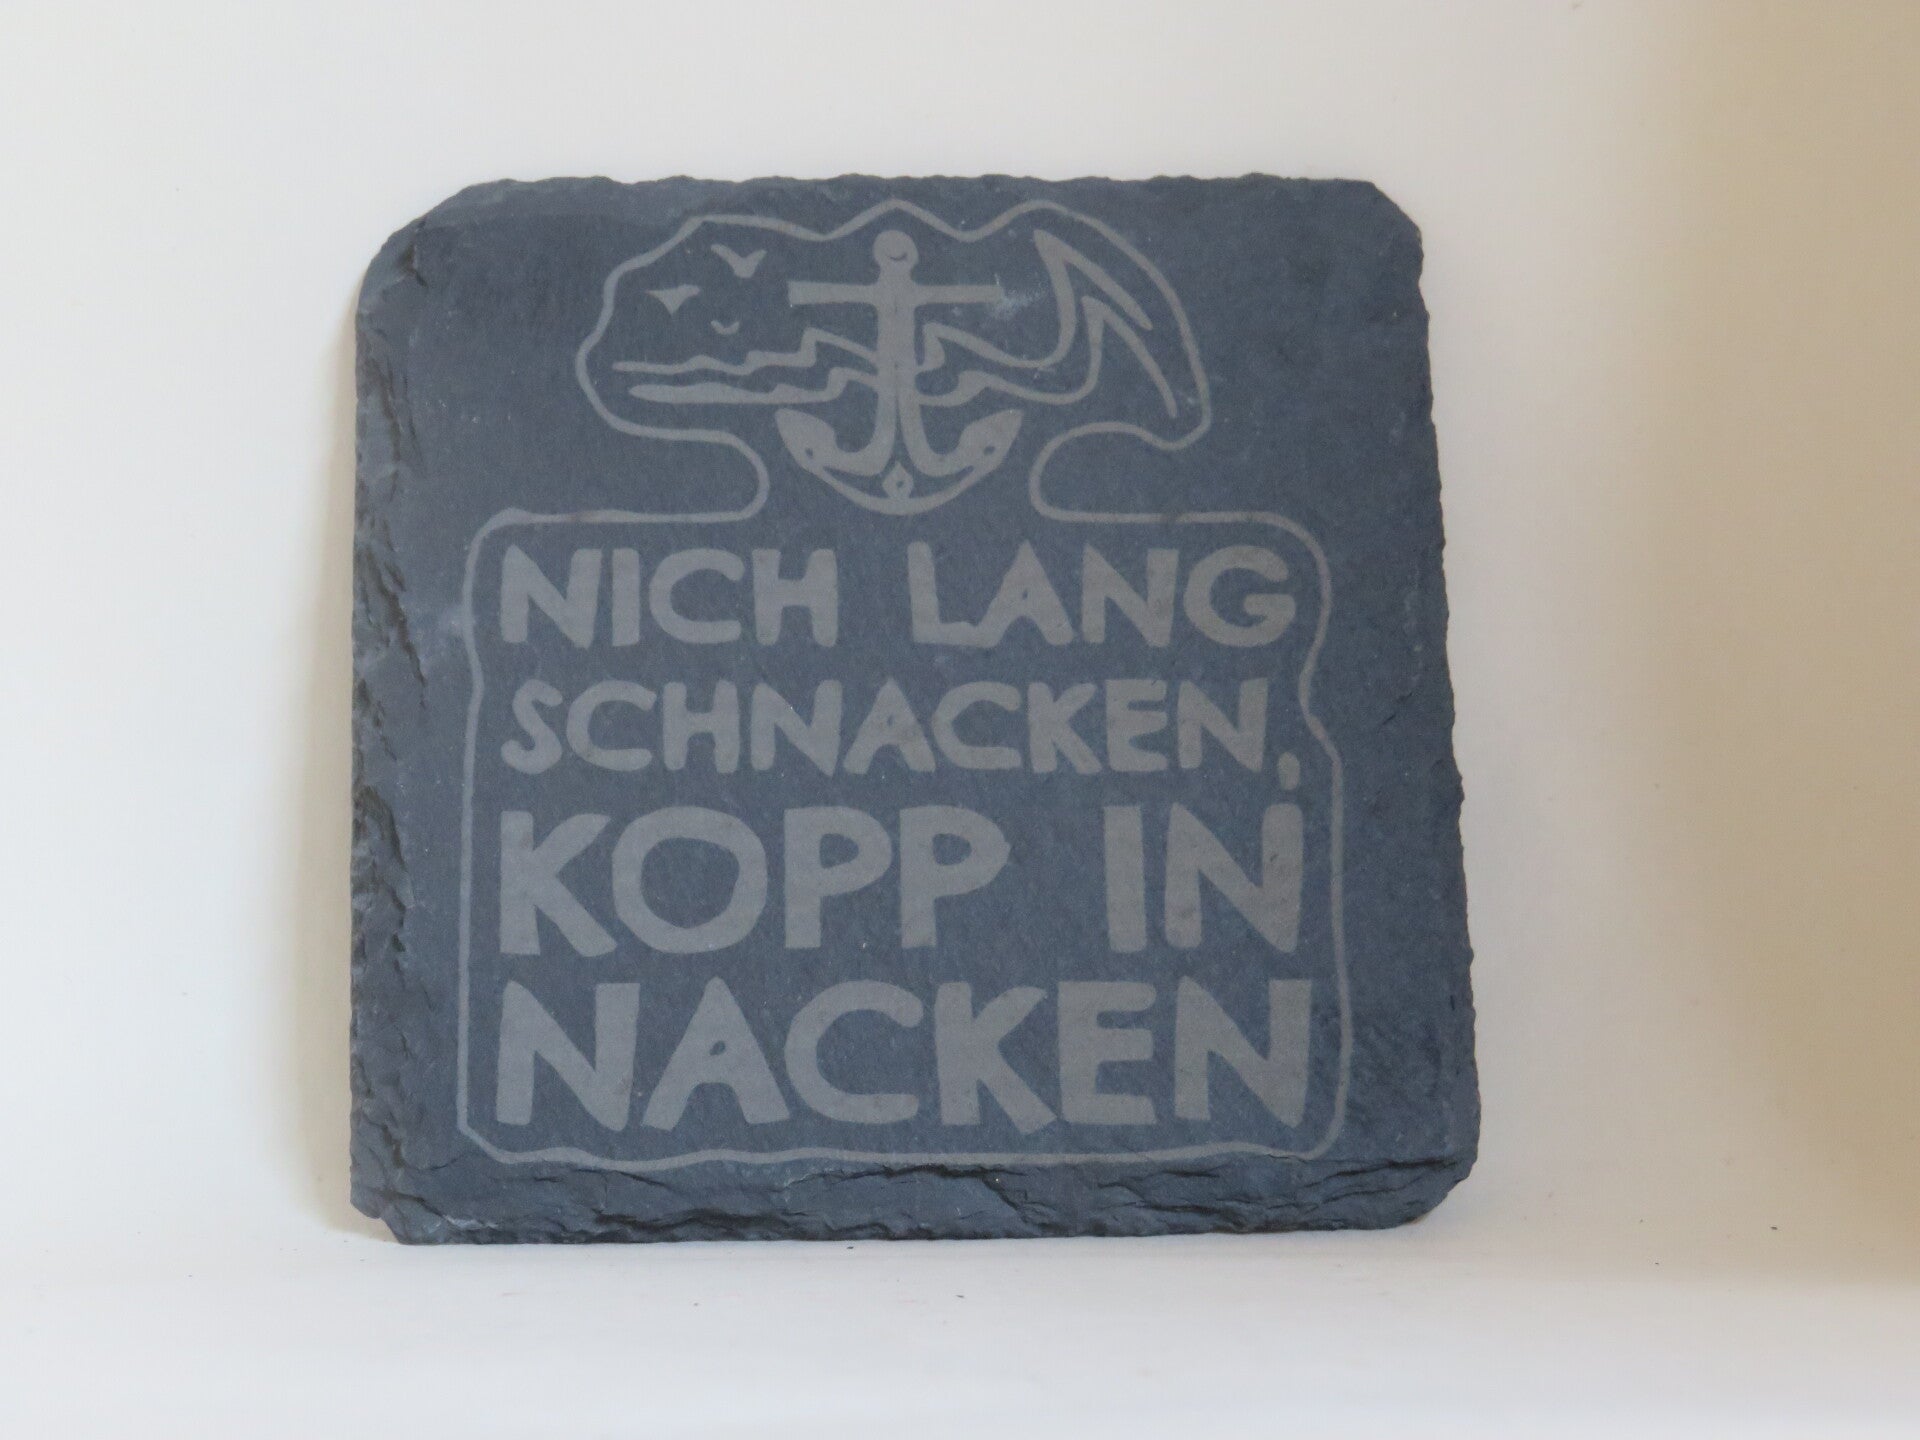 NICH LANG
SCHNACKEN,
KOPP IN
NACKEN